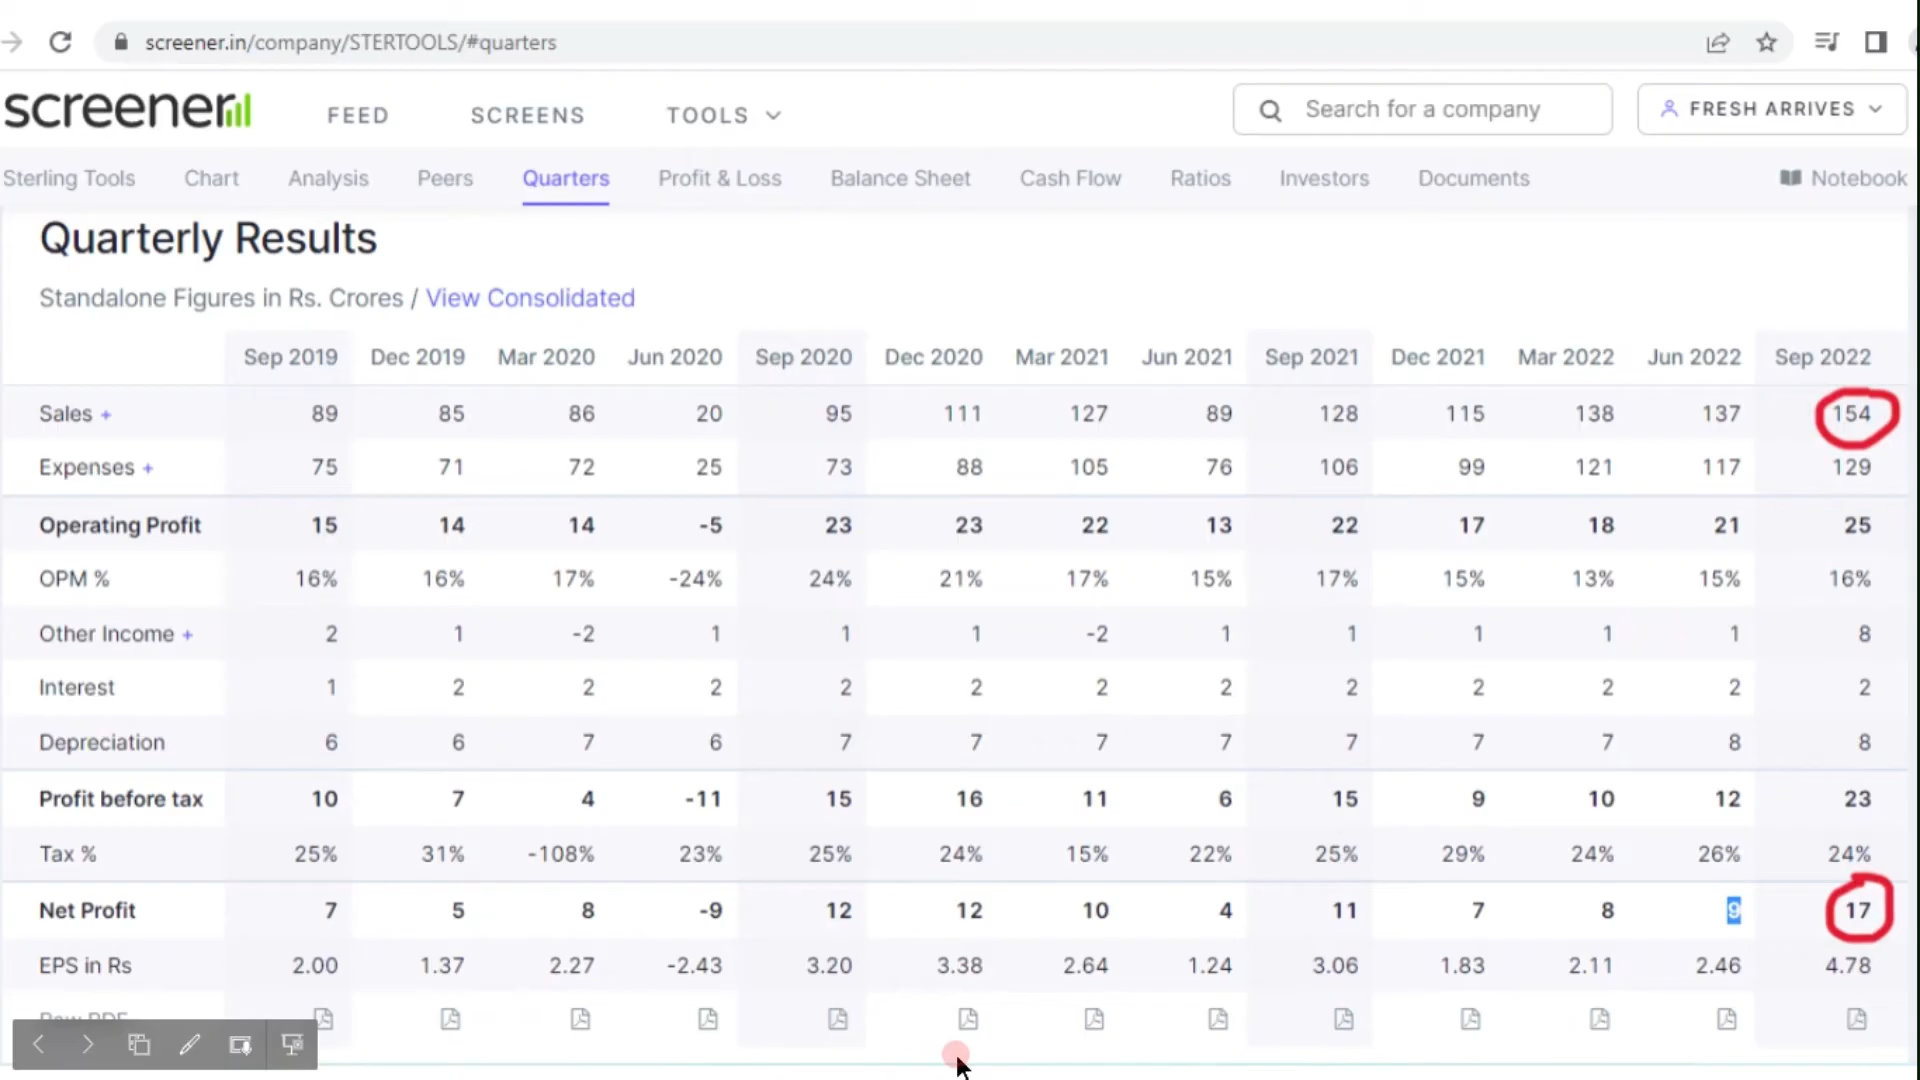 screener.in/company/STERTOOLS/#quarters
screener FEED SCREENS TOOLS Search for a company FRESH ARRIVES
Sterling Tools Chart Analysis Peers Quarters Profit & Loss Balance Sheet Cash Flow Ratios Investors Documents Notebook
Quarterly Results
Standalone Figures in Rs. Crores / View Consolidated
Sep 2019 Dec 2019 Mar 2020 Jun 2020 Sep 2020 Dec 2020 Mar 2021 Jun 2021 Sep 2021 Dec 2021 Mar 2022 Jun 2022 Sep 2022
Sales + 89 85 86 20 95 111 127 89 128 115 138 137 154
Expenses + 75 71 72 25 73 88 105 76 106 99 121 117 129
Operating Profit 15 14 14 -5 23 23 22 13 22 17 18 21 25
OPM % 16% 16% 17% -24% 24% 21% 17% 15% 17% 15% 13% 15% 16%
Other Income + 2 1 -2 1 1 1 -2 1 1 1 1 1 8
Interest 1 2 2 2 2 2 2 2 2 2 2 2 2
Depreciation 6 6 7 6 7 7 7 7 7 7 7 8 8
Profit before tax 10 7 4 -11 15 16 11 6 15 9 10 12 23
Tax % 25% 31% -108% 23% 25% 24% 15% 22% 25% 29% 24% 26% 24%
Net Profit 7 5 8 -9 12 12 10 4 11 7 8 9 17
EPS in Rs 2.00 1.37 2.27 -2.43 3.20 3.38 2.64 1.24 3.06 1.83 2.11 2.46 4.78